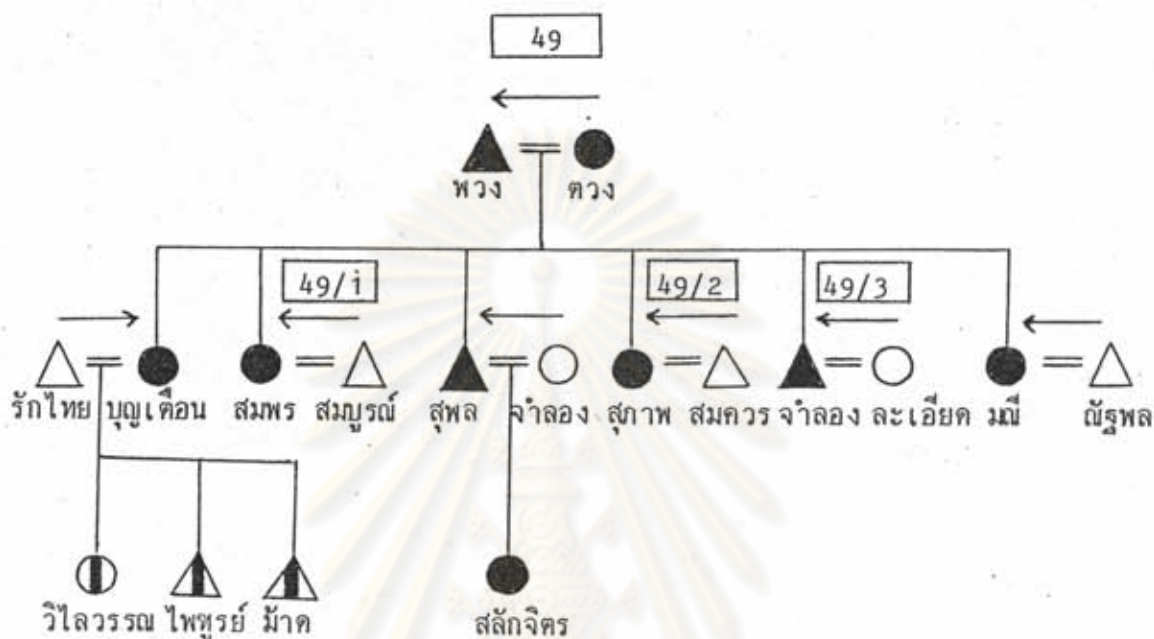 49
พวง ตวง
49/1 49/2 49/3
รักไทย บุญเตือน สมพร สมบูรณ์ สุพล จำลอง สุภาพ สมควร จำลอง ละเอียด มณี ณัฐพล
วิไลวรรณ ไพฑูรย์ ม้าค
สลักจิตร